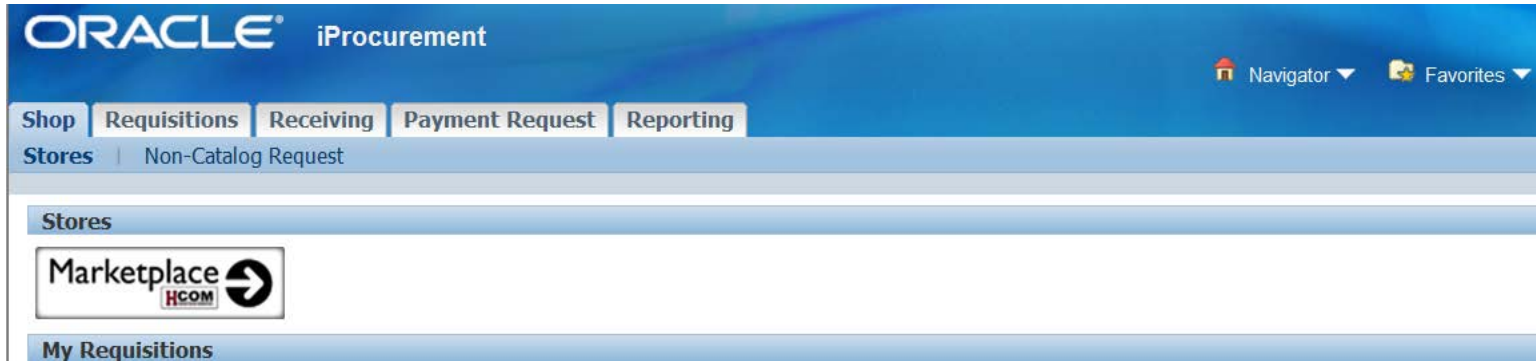 ORACLE® iProcurement
Navigator Favorites
Shop Requisitions Receiving Payment Request Reporting
Stores | Non-Catalog Request
Stores
Marketplace
HCOM
My Requisitions